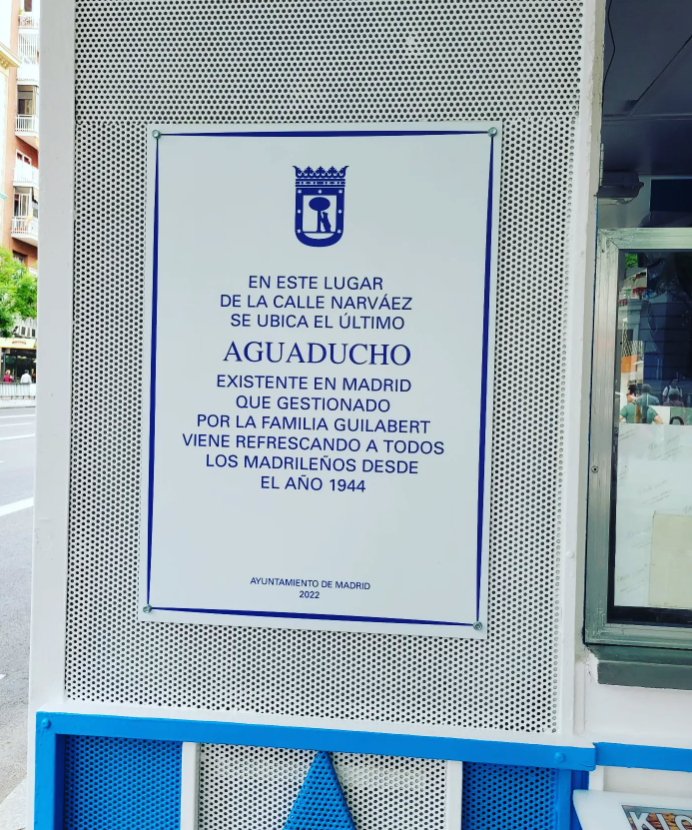 EN ESTE LUGAR
DE LA CALLE NARVÁEZ
SE UBICA EL ÚLTIMO
AGUADUCHO
EXISTENTE EN MADRID
QUE GESTIONADO
POR LA FAMILIA GUILABERT
VIENE REFRESCANDO A TODOS
LOS MADRILEÑOS DESDE
EL AÑO 1944
AYUNTAMIENTO DE MADRID
2022